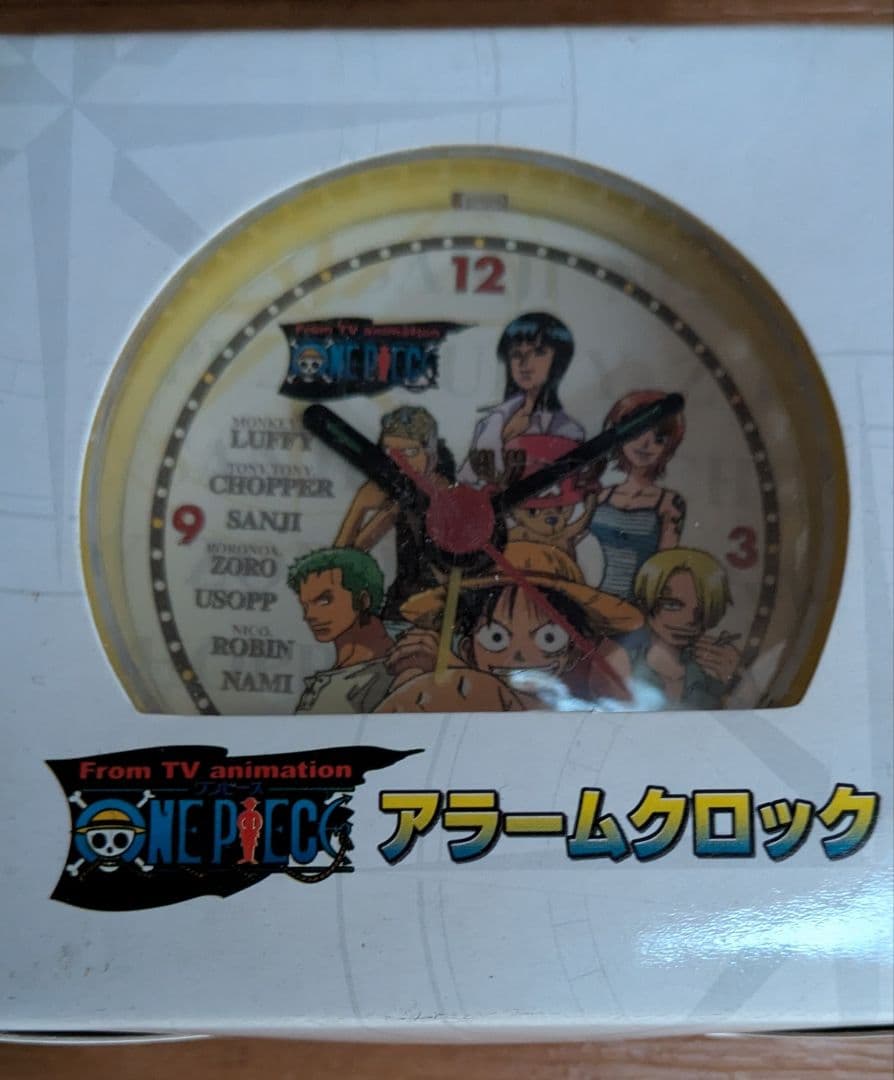 12
From TV animation
ONE PIECE
MONKEY.D.
LUFFY
TONY TONY
CHOPPER
9
SANJI
3
RORONOA.
ZORO
USOPP
NICO.
ROBIN
NAMI
From TV animation
ワンピース
ONE PIECE
アラームクロック